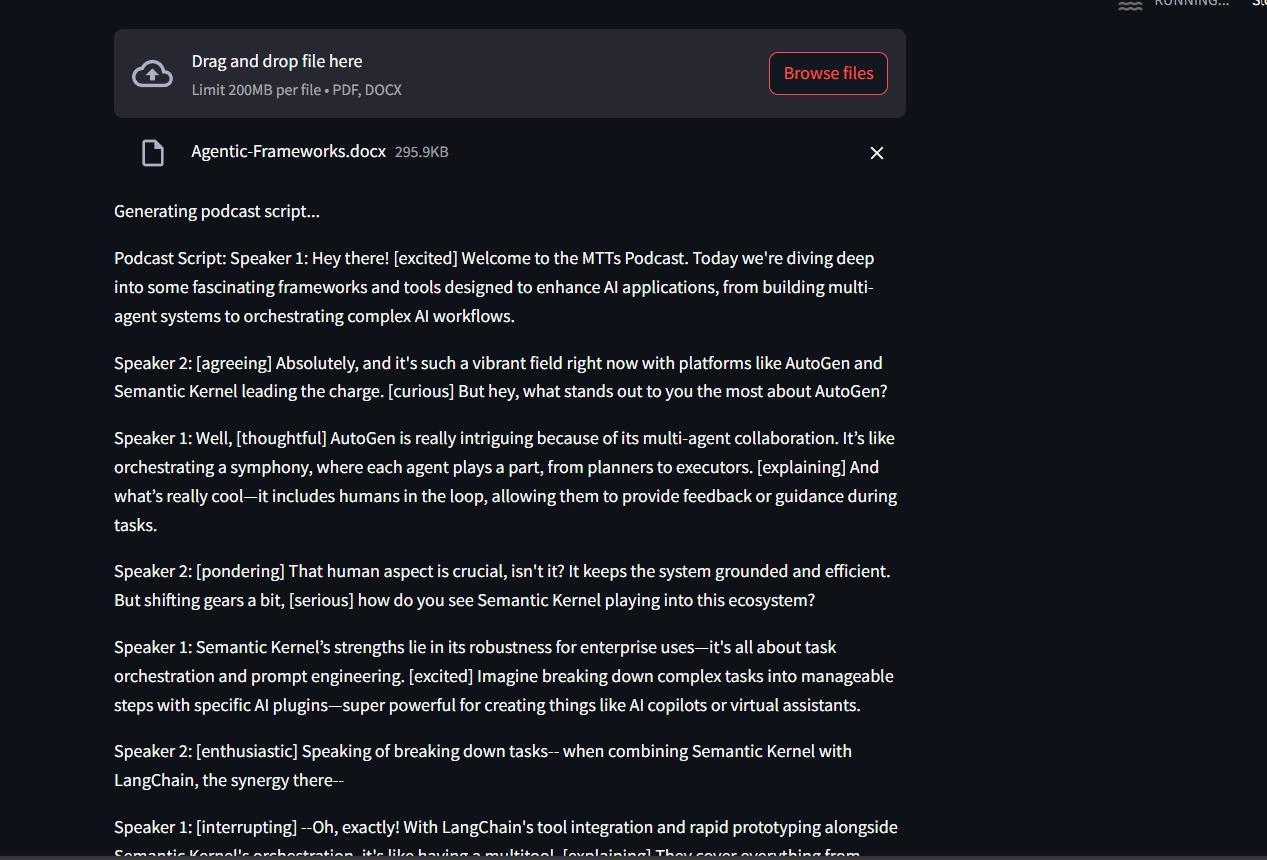 RUNNING...
Drag and drop file here
Limit 200MB per file • PDF, DOCX
Browse files
Agentic-Frameworks.docx 295.9KB
Generating podcast script...
Podcast Script: Speaker 1: Hey there! [excited] Welcome to the MTTs Podcast. Today we're diving deep
into some fascinating frameworks and tools designed to enhance AI applications, from building multi-
agent systems to orchestrating complex AI workflows.
Speaker 2: [agreeing] Absolutely, and it's such a vibrant field right now with platforms like AutoGen and
Semantic Kernel leading the charge. [curious] But hey, what stands out to you the most about AutoGen?
Speaker 1: Well, [thoughtful] AutoGen is really intriguing because of its multi-agent collaboration. It’s like
orchestrating a symphony, where each agent plays a part, from planners to executors. [explaining] And
what’s really cool—it includes humans in the loop, allowing them to provide feedback or guidance during
tasks.
Speaker 2: [pondering] That human aspect is crucial, isn't it? It keeps the system grounded and efficient.
But shifting gears a bit, [serious] how do you see Semantic Kernel playing into this ecosystem?
Speaker 1: Semantic Kernel’s strengths lie in its robustness for enterprise uses—it's all about task
orchestration and prompt engineering. [excited] Imagine breaking down complex tasks into manageable
steps with specific AI plugins—super powerful for creating things like AI copilots or virtual assistants.
Speaker 2: [enthusiastic] Speaking of breaking down tasks-- when combining Semantic Kernel with
LangChain, the synergy there--
Speaker 1: [interrupting] --Oh, exactly! With LangChain's tool integration and rapid prototyping alongside
Semantic Kernel's orchestration, it's like having a multitool. [explaining] They cover everything from